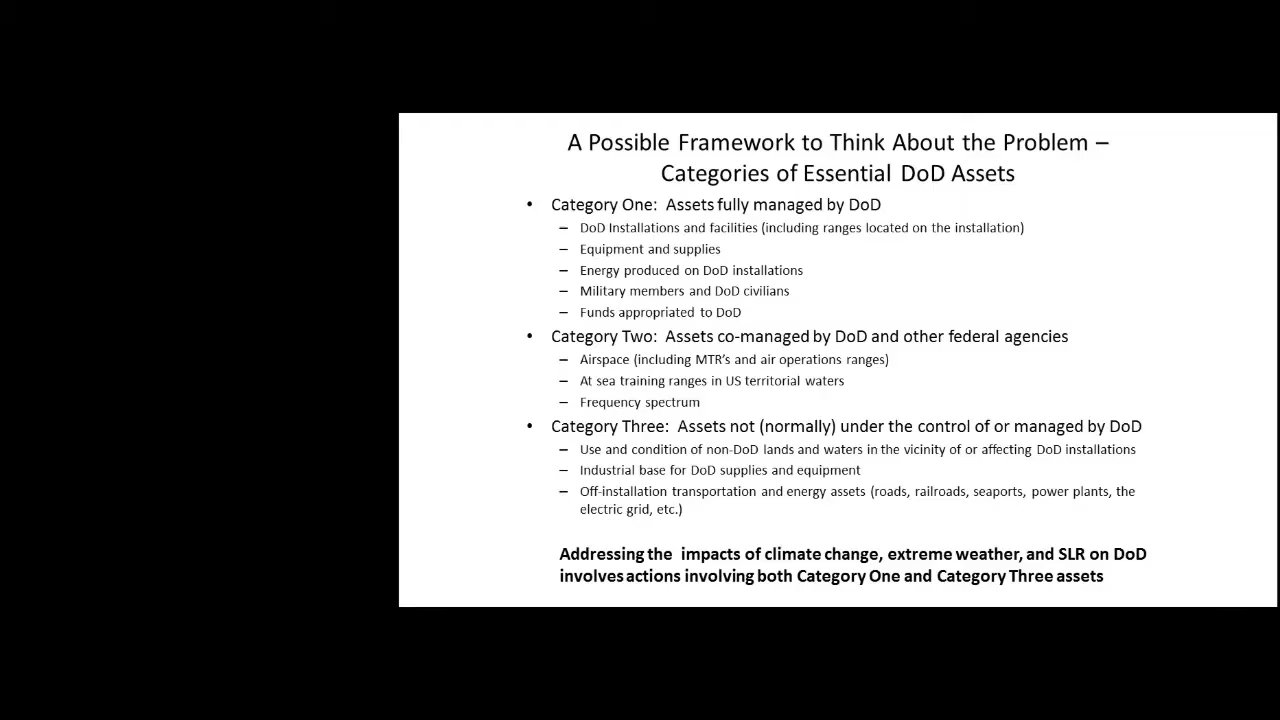 A Possible Framework to Think About the Problem –
Categories of Essential DoD Assets
• Category One: Assets fully managed by DoD
– DoD Installations and facilities (including ranges located on the installation)
– Equipment and supplies
– Energy produced on DoD installations
– Military members and DoD civilians
– Funds appropriated to DoD
• Category Two: Assets co-managed by DoD and other federal agencies
– Airspace (including MTR's and air operations ranges)
– At sea training ranges in US territorial waters
– Frequency spectrum
• Category Three: Assets not (normally) under the control of or managed by DoD
– Use and condition of non-DoD lands and waters in the vicinity of or affecting DoD installations
– Industrial base for DoD supplies and equipment
– Off-installation transportation and energy assets (roads, railroads, seaports, power plants, the
electric grid, etc.)
Addressing the impacts of climate change, extreme weather, and SLR on DoD
involves actions involving both Category One and Category Three assets